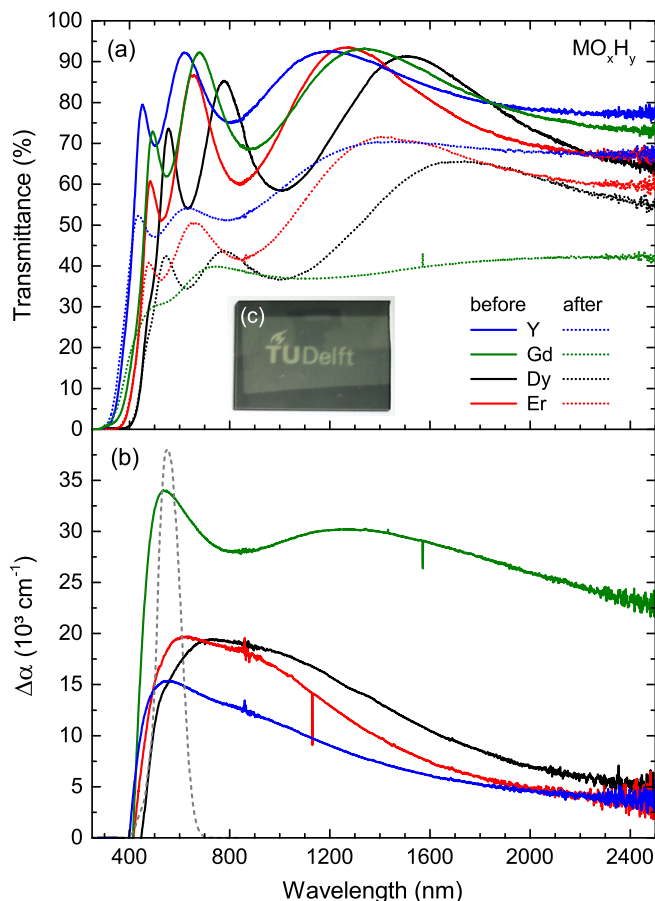 (a)
MOₓHᵧ
Transmittance (%)
100
90
80
70
60
50
40
30
20
10
0
(c)
TUDelft
before after
Y
Gd
Dy
Er
(b)
Δα (10³ cm⁻¹)
35
30
25
20
15
10
5
0
400 800 1200 1600 2000 2400
Wavelength (nm)